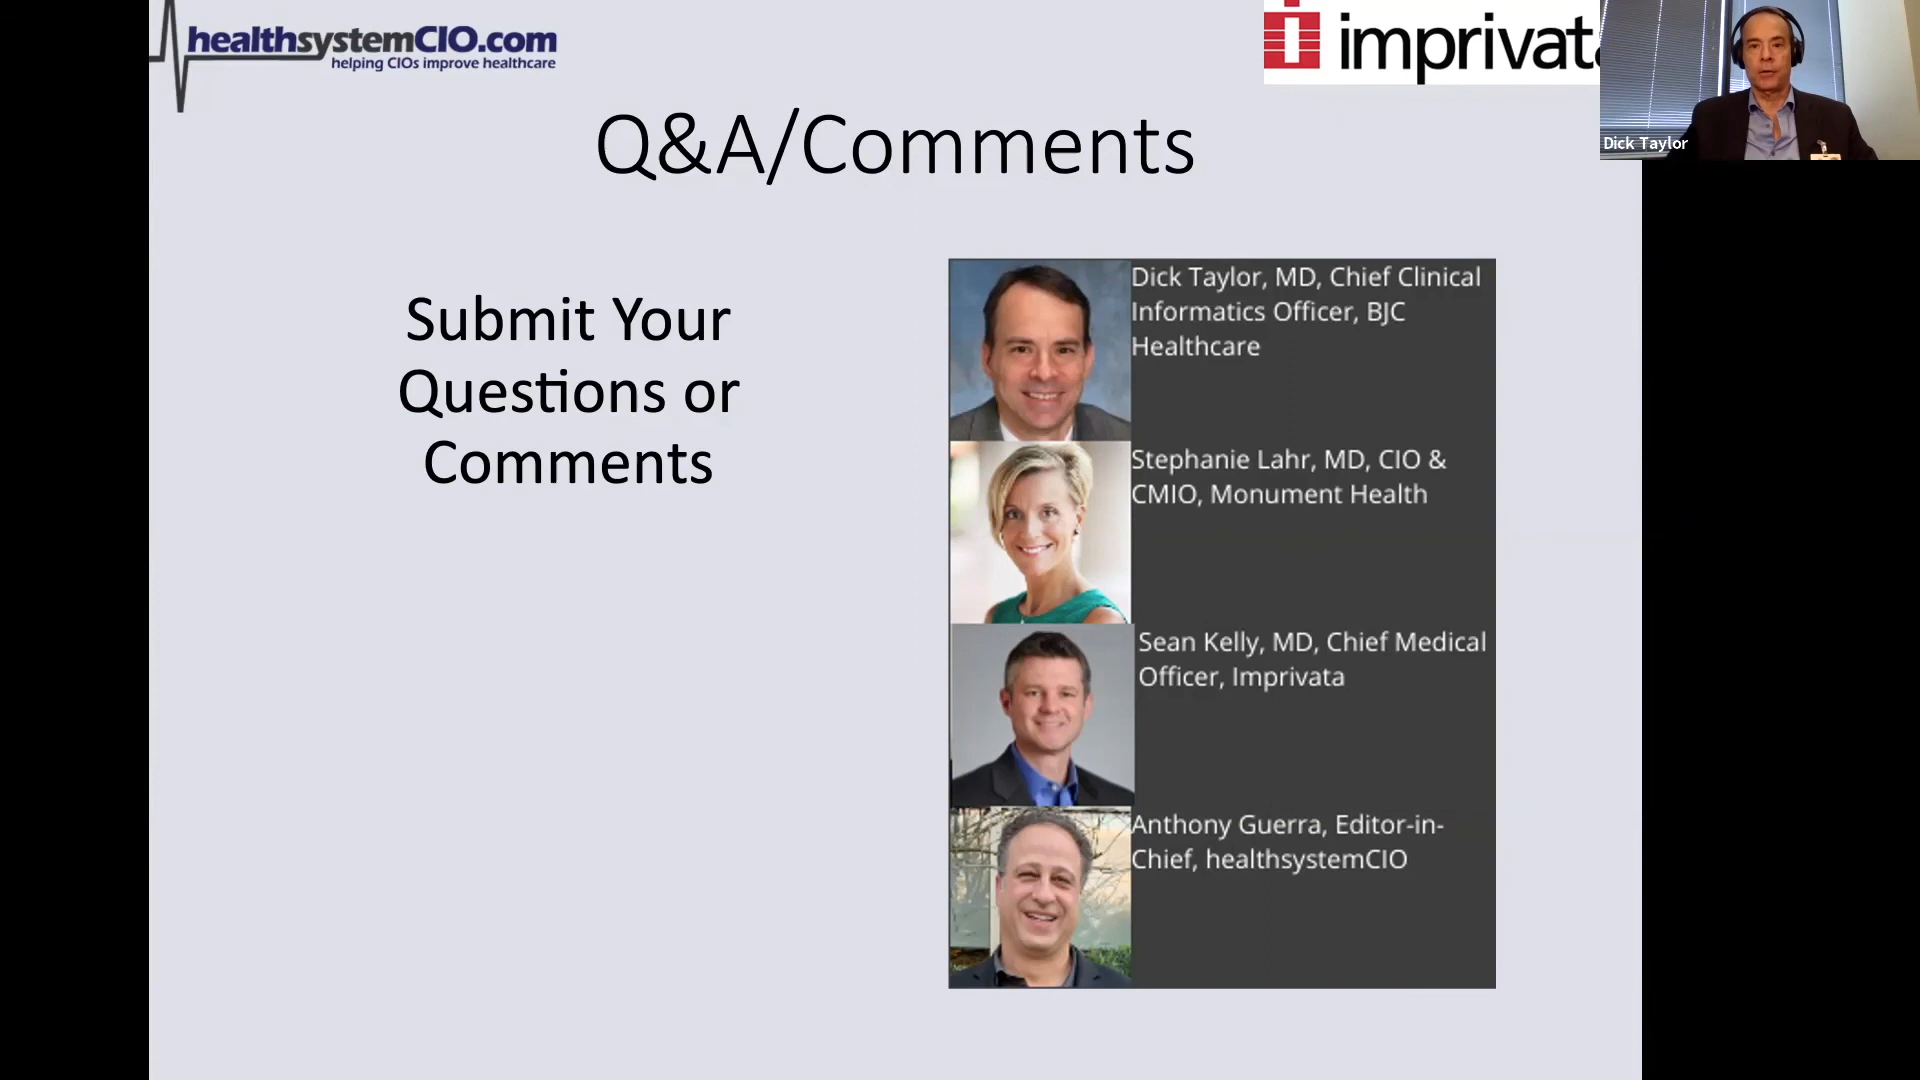 healthsystemCIO.com
helping CIOs improve healthcare
imprivata
Dick Taylor
Q&A/Comments
Submit Your
Questions or
Comments
Dick Taylor, MD, Chief Clinical
Informatics Officer, BJC
Healthcare
Stephanie Lahr, MD, CIO &
CMIO, Monument Health
Sean Kelly, MD, Chief Medical
Officer, Imprivata
Anthony Guerra, Editor-in-
Chief, healthsystemCIO